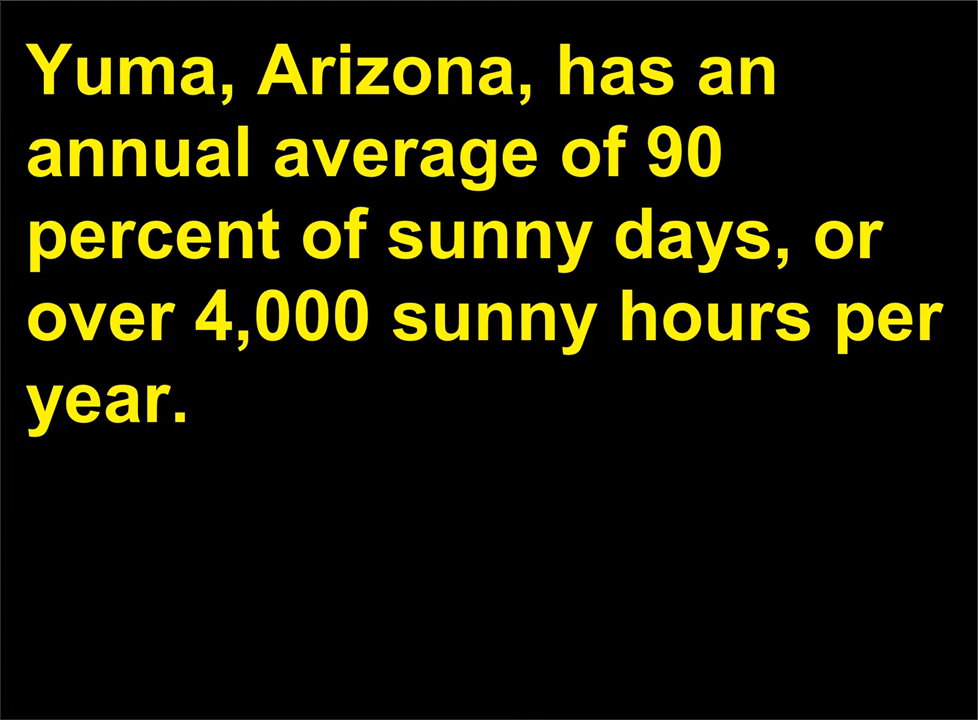 Yuma, Arizona, has an
annual average of 90
percent of sunny days, or
over 4,000 sunny hours per
year.